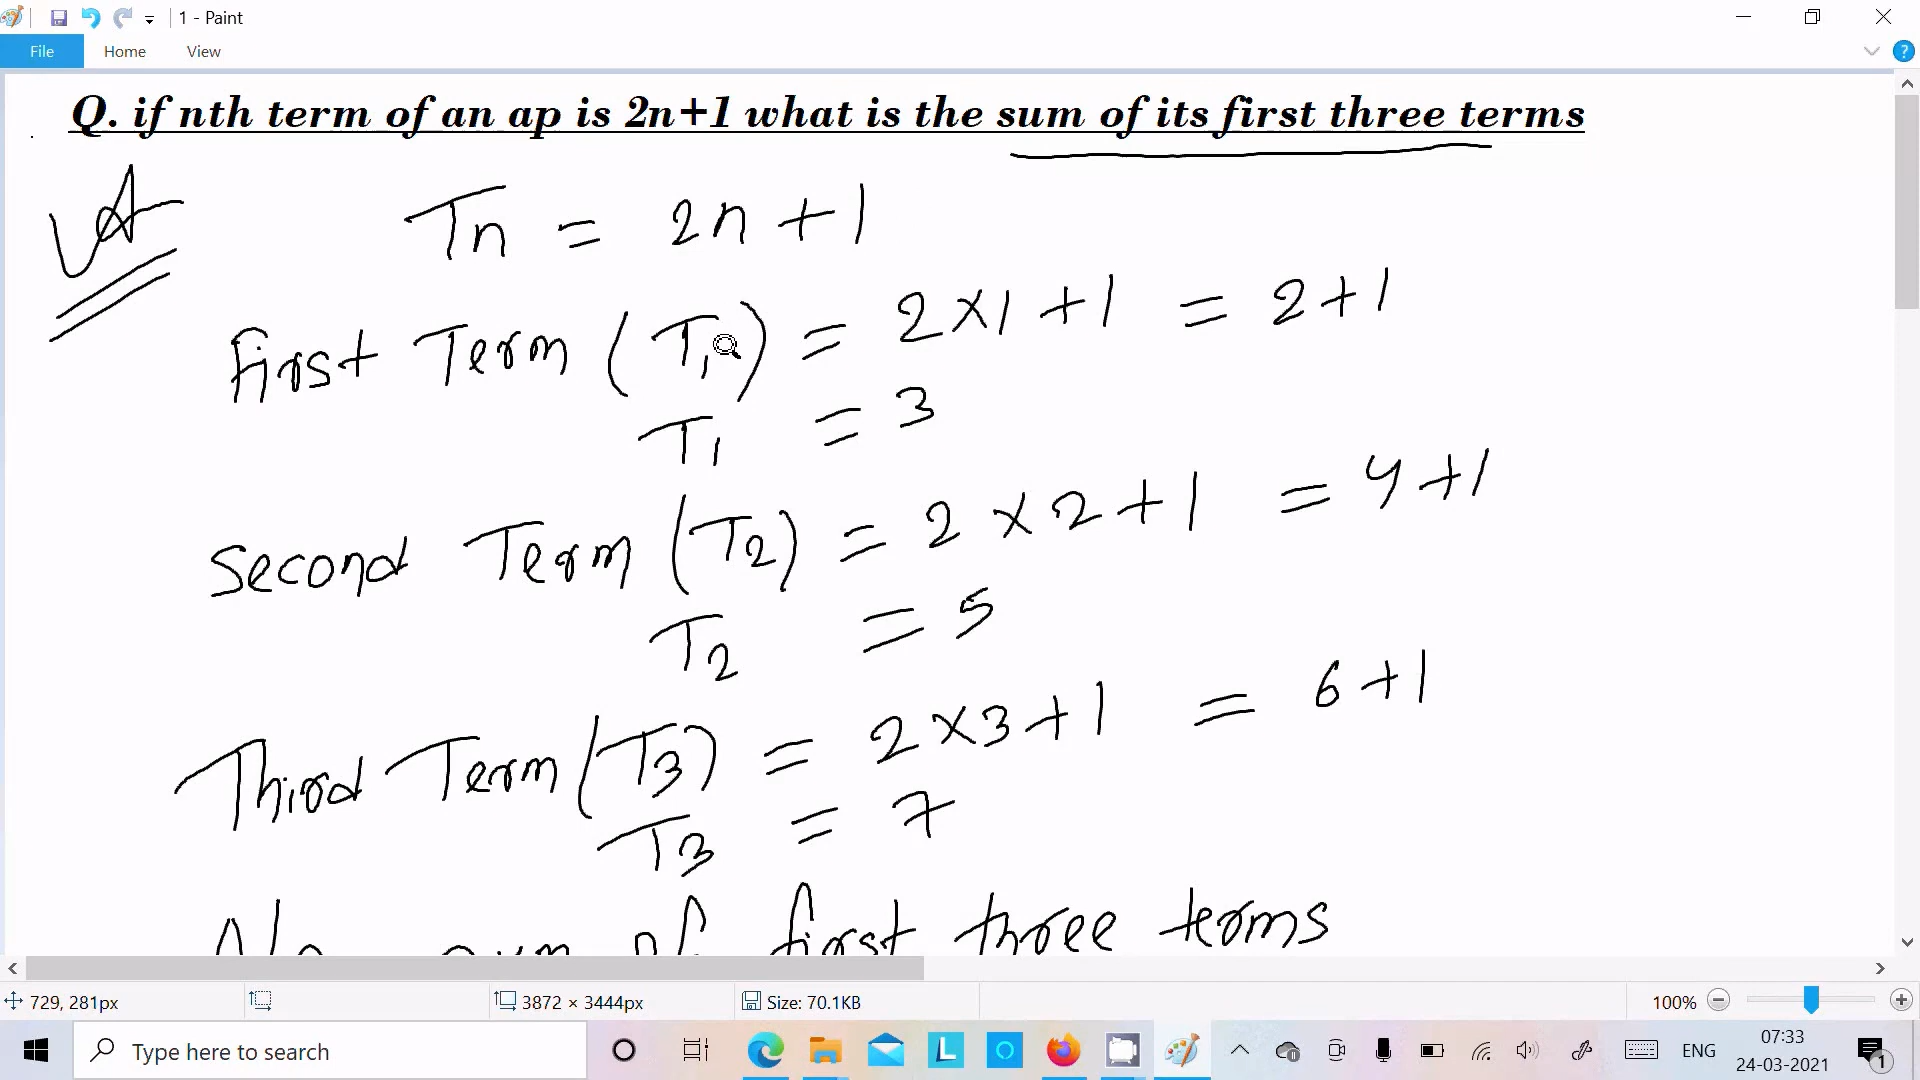 1 - Paint
File Home View
Q. if nth term of an ap is 2n+1 what is the sum of its first three terms
A
Tn = 2n + 1
First Term (T1) = 2×1+1 = 2+1
T1 = 3
Second Term (T2) = 2×2+1 = 4+1
T2 = 5
Third Term (T3) = 2×3+1 = 6+1
T3 = 7
sum of first three terms
729, 281px 3872 × 3444px Size: 70.1KB 100%
Type here to search ENG 07:33
24-03-2021 1